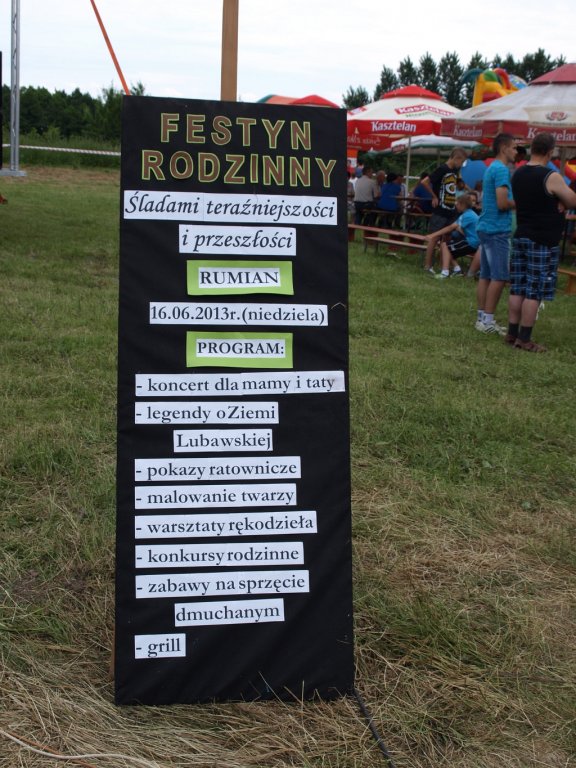 FESTYN
RODZINNY
Śladami teraźniejszości
i przeszłości
RUMIAN
16.06.2013r.(niedziela)
PROGRAM:
- koncert dla mamy i taty
- legendy o Ziemi
Lubawskiej
- pokazy ratownicze
- malowanie twarzy
- warsztaty rękodzieła
- konkursy rodzinne
- zabawy na sprzęcie
dmuchanym
- grill
Kasztelan
Kasztelan
Kasztelan